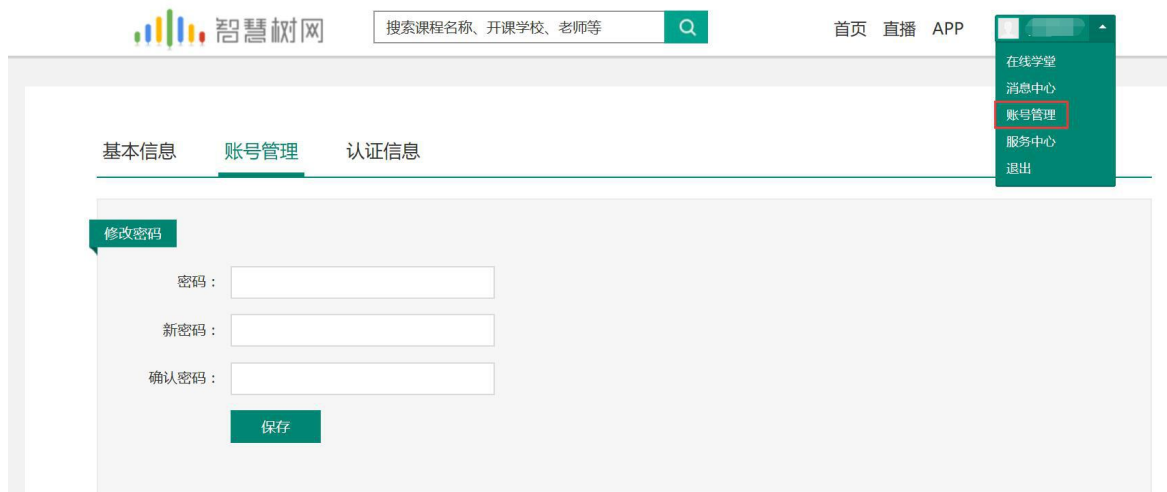 智慧树网
搜索课程名称、开课学校、老师等
首页 直播 APP
在线学堂
消息中心
账号管理
服务中心
退出
基本信息 账号管理 认证信息
修改密码
密码：
新密码：
确认密码：
保存